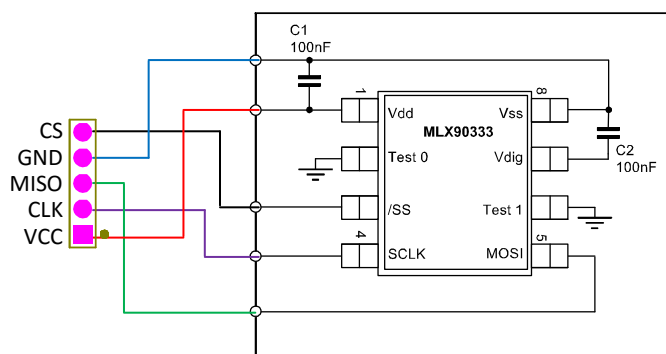 C1
100nF
1
8
Vdd
Vss
MLX90333
CS
C2
100nF
GND
Test 0
Vdig
MISO
CLK
/SS
Test 1
VCC
4
5
SCLK
MOSI